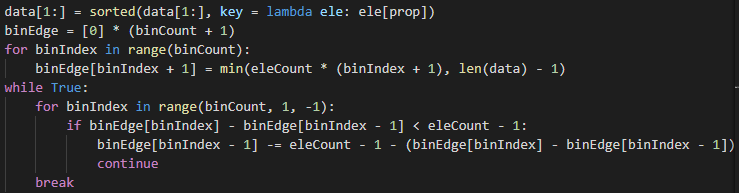 data[1:] = sorted(data[1:], key = lambda ele: ele[prop])
binEdge = [0] * (binCount + 1)
for binIndex in range(binCount):
    binEdge[binIndex + 1] = min(eleCount * (binIndex + 1), len(data) - 1)
while True:
    for binIndex in range(binCount, 1, -1):
        if binEdge[binIndex] - binEdge[binIndex - 1] < eleCount - 1:
            binEdge[binIndex - 1] -= eleCount - 1 - (binEdge[binIndex] - binEdge[binIndex - 1])
            continue
    break